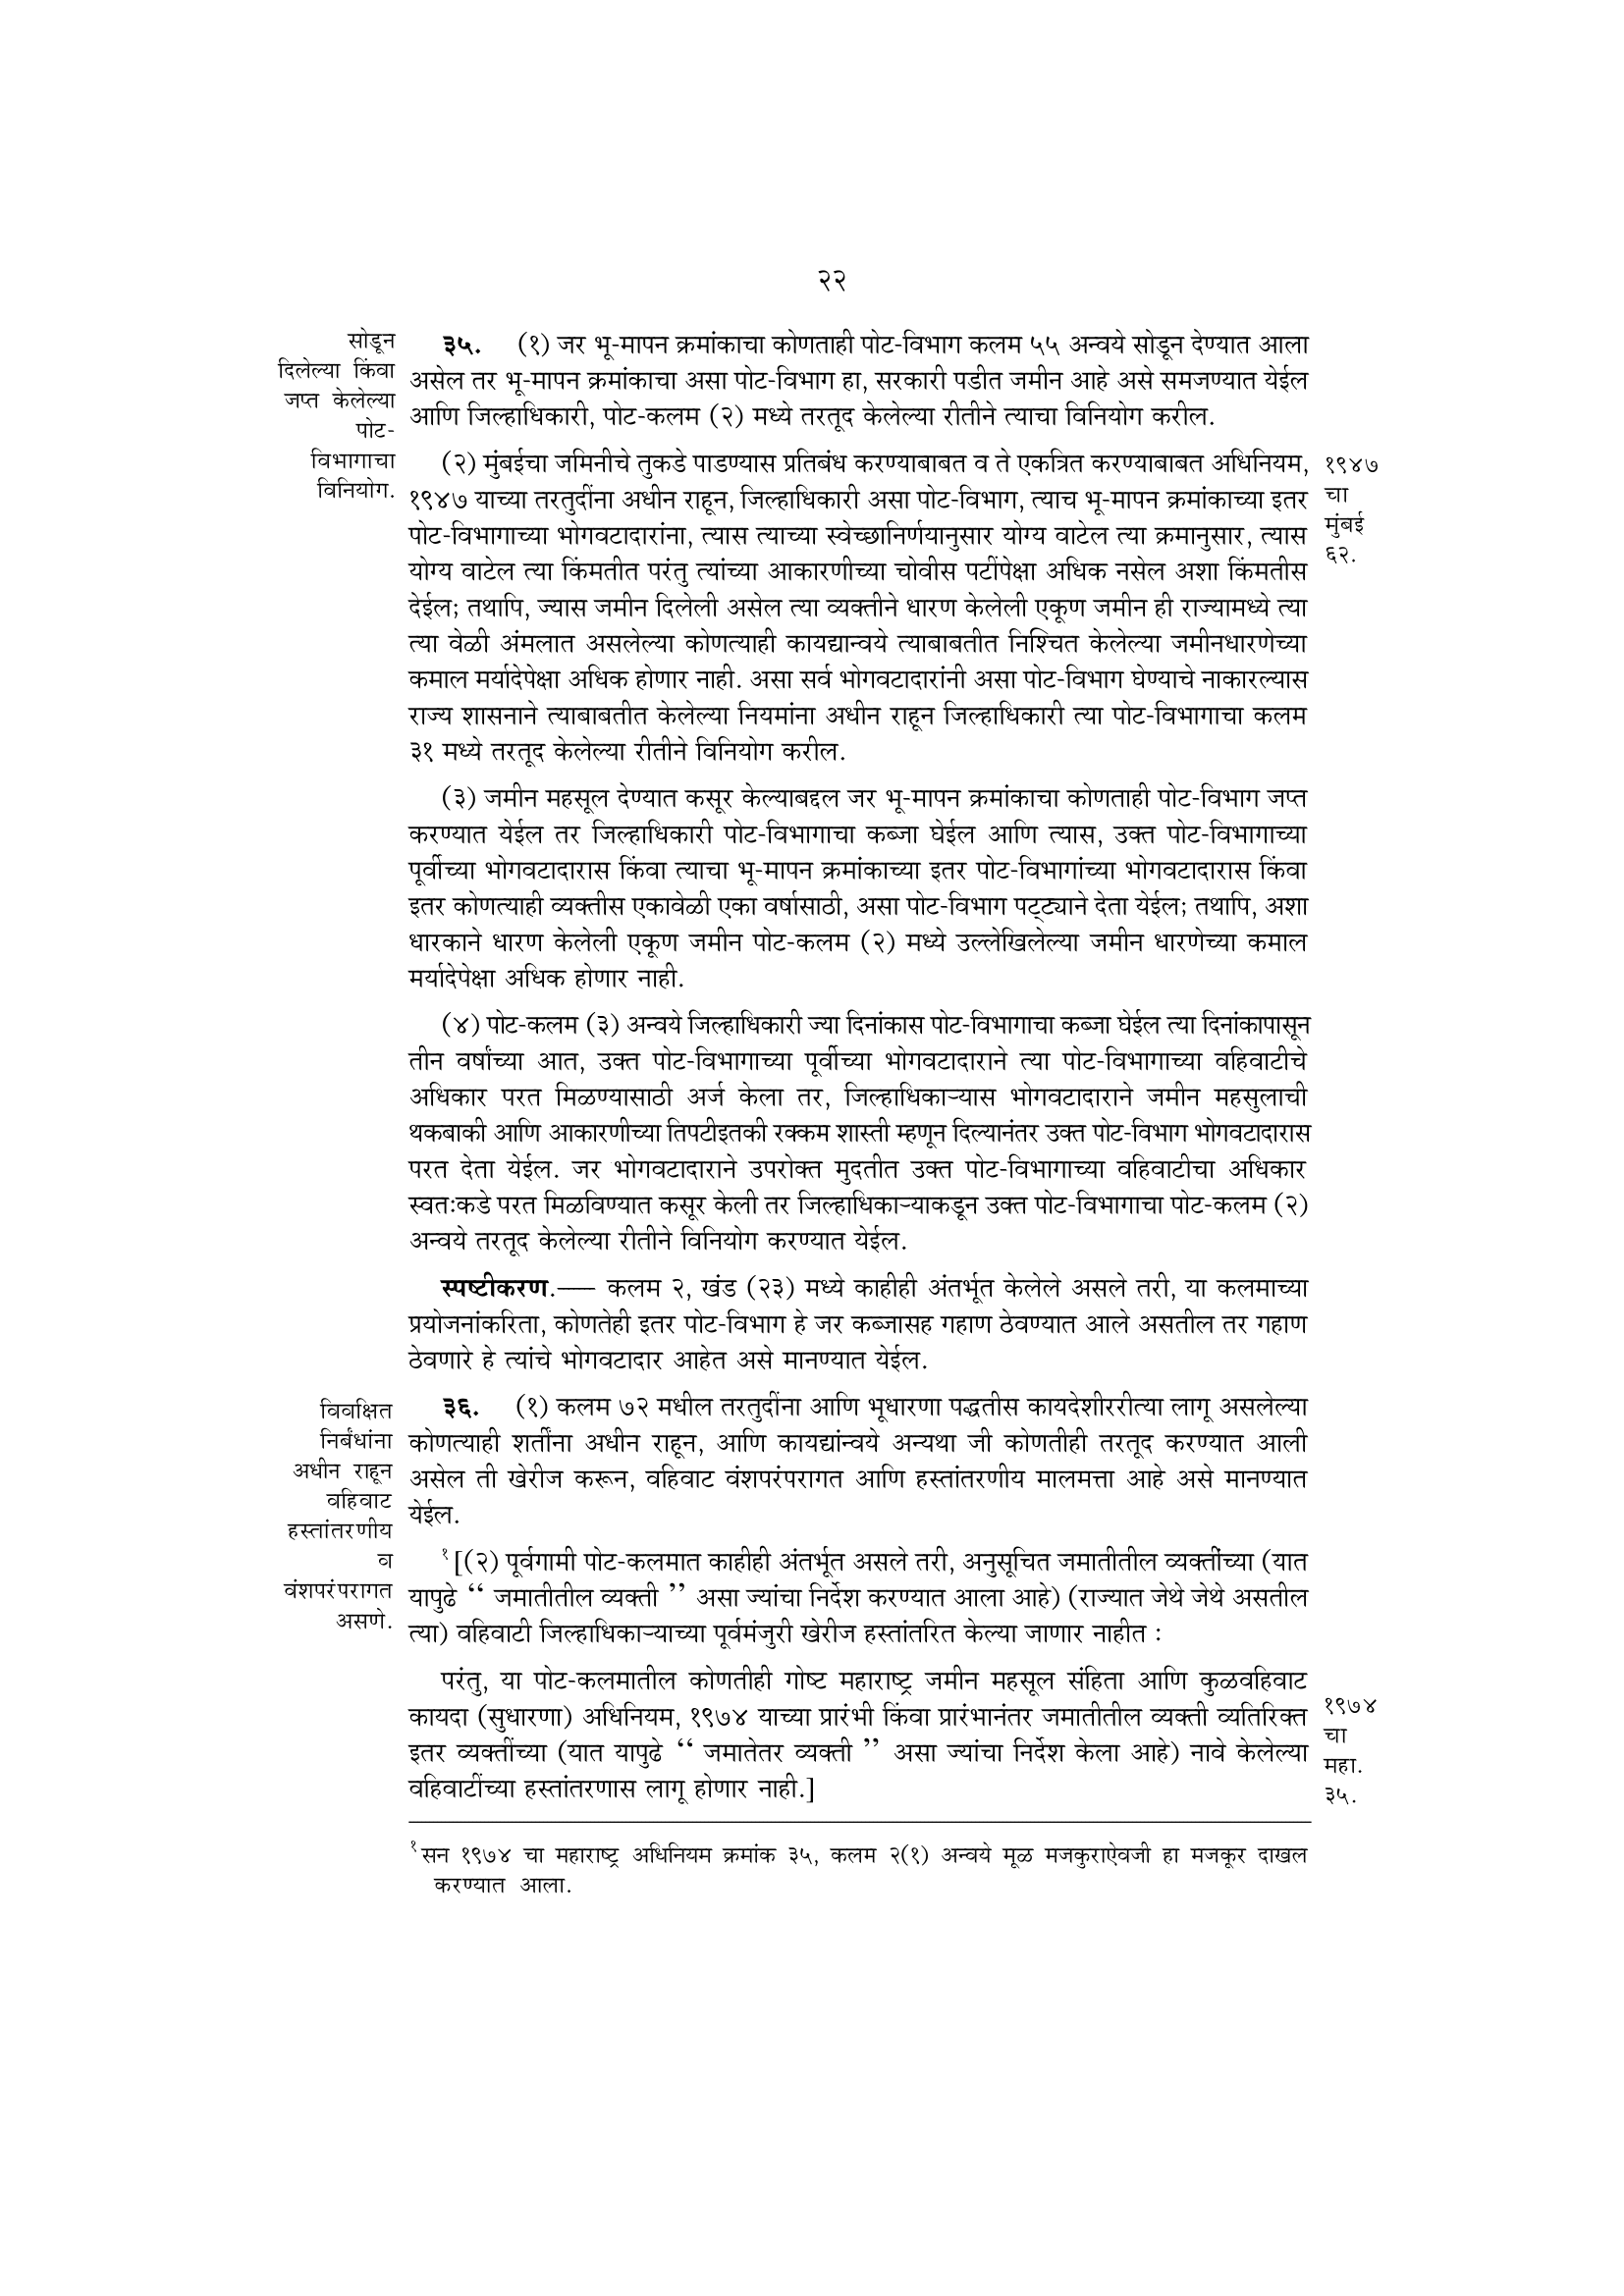 २२
सोडून
दिलेल्या किंवा
जप्त केलेल्या
पोट-
विभागाचा
विनियोग.
३५. (१) जर भू-मापन क्रमांकाचा कोणताही पोट-विभाग कलम ५५ अन्वये सोडून देण्यात आला
असेल तर भू-मापन क्रमांकाचा असा पोट-विभाग हा, सरकारी पडीत जमीन आहे असे समजण्यात येईल
आणि जिल्हाधिकारी, पोट-कलम (२) मध्ये तरतूद केलेल्या रीतीने त्याचा विनियोग करील.
(२) मुंबईचा जमिनीचे तुकडे पाडण्यास प्रतिबंध करण्याबाबत व ते एकत्रित करण्याबाबत अधिनियम,
१९४७ याच्या तरतुदींना अधीन राहून, जिल्हाधिकारी असा पोट-विभाग, त्याच भू-मापन क्रमांकाच्या इतर
पोट-विभागाच्या भोगवटादारांना, त्यास त्याच्या स्वेच्छानिर्णयानुसार योग्य वाटेल त्या क्रमानुसार, त्यास
योग्य वाटेल त्या किंमतीत परंतु त्यांच्या आकारणीच्या चोवीस पटींपेक्षा अधिक नसेल अशा किंमतीस
देईल; तथापि, ज्यास जमीन दिलेली असेल त्या व्यक्तीने धारण केलेली एकूण जमीन ही राज्यामध्ये त्या
त्या वेळी अंमलात असलेल्या कोणत्याही कायद्यान्वये त्याबाबतीत निश्चित केलेल्या जमीनधारणेच्या
कमाल मर्यादेपेक्षा अधिक होणार नाही. असा सर्व भोगवटादारांनी असा पोट-विभाग घेण्याचे नाकारल्यास
राज्य शासनाने त्याबाबतीत केलेल्या नियमांना अधीन राहून जिल्हाधिकारी त्या पोट-विभागाचा कलम
३१ मध्ये तरतूद केलेल्या रीतीने विनियोग करील.
१९४७
चा
मुंबई
६२.
(३) जमीन महसूल देण्यात कसूर केल्याबद्दल जर भू-मापन क्रमांकाचा कोणताही पोट-विभाग जप्त
करण्यात येईल तर जिल्हाधिकारी पोट-विभागाचा कब्जा घेईल आणि त्यास, उक्त पोट-विभागाच्या
पूर्वीच्या भोगवटादारास किंवा त्याचा भू-मापन क्रमांकाच्या इतर पोट-विभागांच्या भोगवटादारास किंवा
इतर कोणत्याही व्यक्तीस एकावेळी एका वर्षासाठी, असा पोट-विभाग पट्ट्याने देता येईल; तथापि, अशा
धारकाने धारण केलेली एकूण जमीन पोट-कलम (२) मध्ये उल्लेखिलेल्या जमीन धारणेच्या कमाल
मर्यादेपेक्षा अधिक होणार नाही.
(४) पोट-कलम (३) अन्वये जिल्हाधिकारी ज्या दिनांकास पोट-विभागाचा कब्जा घेईल त्या दिनांकापासून
तीन वर्षांच्या आत, उक्त पोट-विभागाच्या पूर्वीच्या भोगवटादाराने त्या पोट-विभागाच्या वहिवाटीचे
अधिकार परत मिळण्यासाठी अर्ज केला तर, जिल्हाधिकाऱ्यास भोगवटादाराने जमीन महसुलाची
थकबाकी आणि आकारणीच्या तिपटीइतकी रक्कम शास्ती म्हणून दिल्यानंतर उक्त पोट-विभाग भोगवटादारास
परत देता येईल. जर भोगवटादाराने उपरोक्त मुदतीत उक्त पोट-विभागाच्या वहिवाटीचा अधिकार
स्वतःकडे परत मिळविण्यात कसूर केली तर जिल्हाधिकाऱ्याकडून उक्त पोट-विभागाचा पोट-कलम (२)
अन्वये तरतूद केलेल्या रीतीने विनियोग करण्यात येईल.
स्पष्टीकरण.—— कलम २, खंड (२३) मध्ये काहीही अंतर्भूत केलेले असले तरी, या कलमाच्या
प्रयोजनांकरिता, कोणतेही इतर पोट-विभाग हे जर कब्जासह गहाण ठेवण्यात आले असतील तर गहाण
ठेवणारे हे त्यांचे भोगवटादार आहेत असे मानण्यात येईल.
विवक्षित
निर्बंधांना
अधीन राहून
वहिवाट
हस्तांतरणीय
व
वंशपरंपरागत
असणे.
३६. (१) कलम ७२ मधील तरतुदींना आणि भूधारणा पद्धतीस कायदेशीररीत्या लागू असलेल्या
कोणत्याही शर्तींना अधीन राहून, आणि कायद्यांन्वये अन्यथा जी कोणतीही तरतूद करण्यात आली
असेल ती खेरीज करून, वहिवाट वंशपरंपरागत आणि हस्तांतरणीय मालमत्ता आहे असे मानण्यात
येईल.
१[(२) पूर्वगामी पोट-कलमात काहीही अंतर्भूत असले तरी, अनुसूचित जमातीतील व्यक्तींच्या (यात
यापुढे “ जमातीतील व्यक्ती ” असा ज्यांचा निर्देश करण्यात आला आहे) (राज्यात जेथे जेथे असतील
त्या) वहिवाटी जिल्हाधिकाऱ्याच्या पूर्वमंजुरी खेरीज हस्तांतरित केल्या जाणार नाहीत :
परंतु, या पोट-कलमातील कोणतीही गोष्ट महाराष्ट्र जमीन महसूल संहिता आणि कुळवहिवाट
कायदा (सुधारणा) अधिनियम, १९७४ याच्या प्रारंभी किंवा प्रारंभानंतर जमातीतील व्यक्ती व्यतिरिक्त
इतर व्यक्तींच्या (यात यापुढे “ जमातेतर व्यक्ती ” असा ज्यांचा निर्देश केला आहे) नावे केलेल्या
वहिवाटींच्या हस्तांतरणास लागू होणार नाही.]
१९७४
चा
महा.
३५.
१ सन १९७४ चा महाराष्ट्र अधिनियम क्रमांक ३५, कलम २(१) अन्वये मूळ मजकुराऐवजी हा मजकूर दाखल
करण्यात आला.